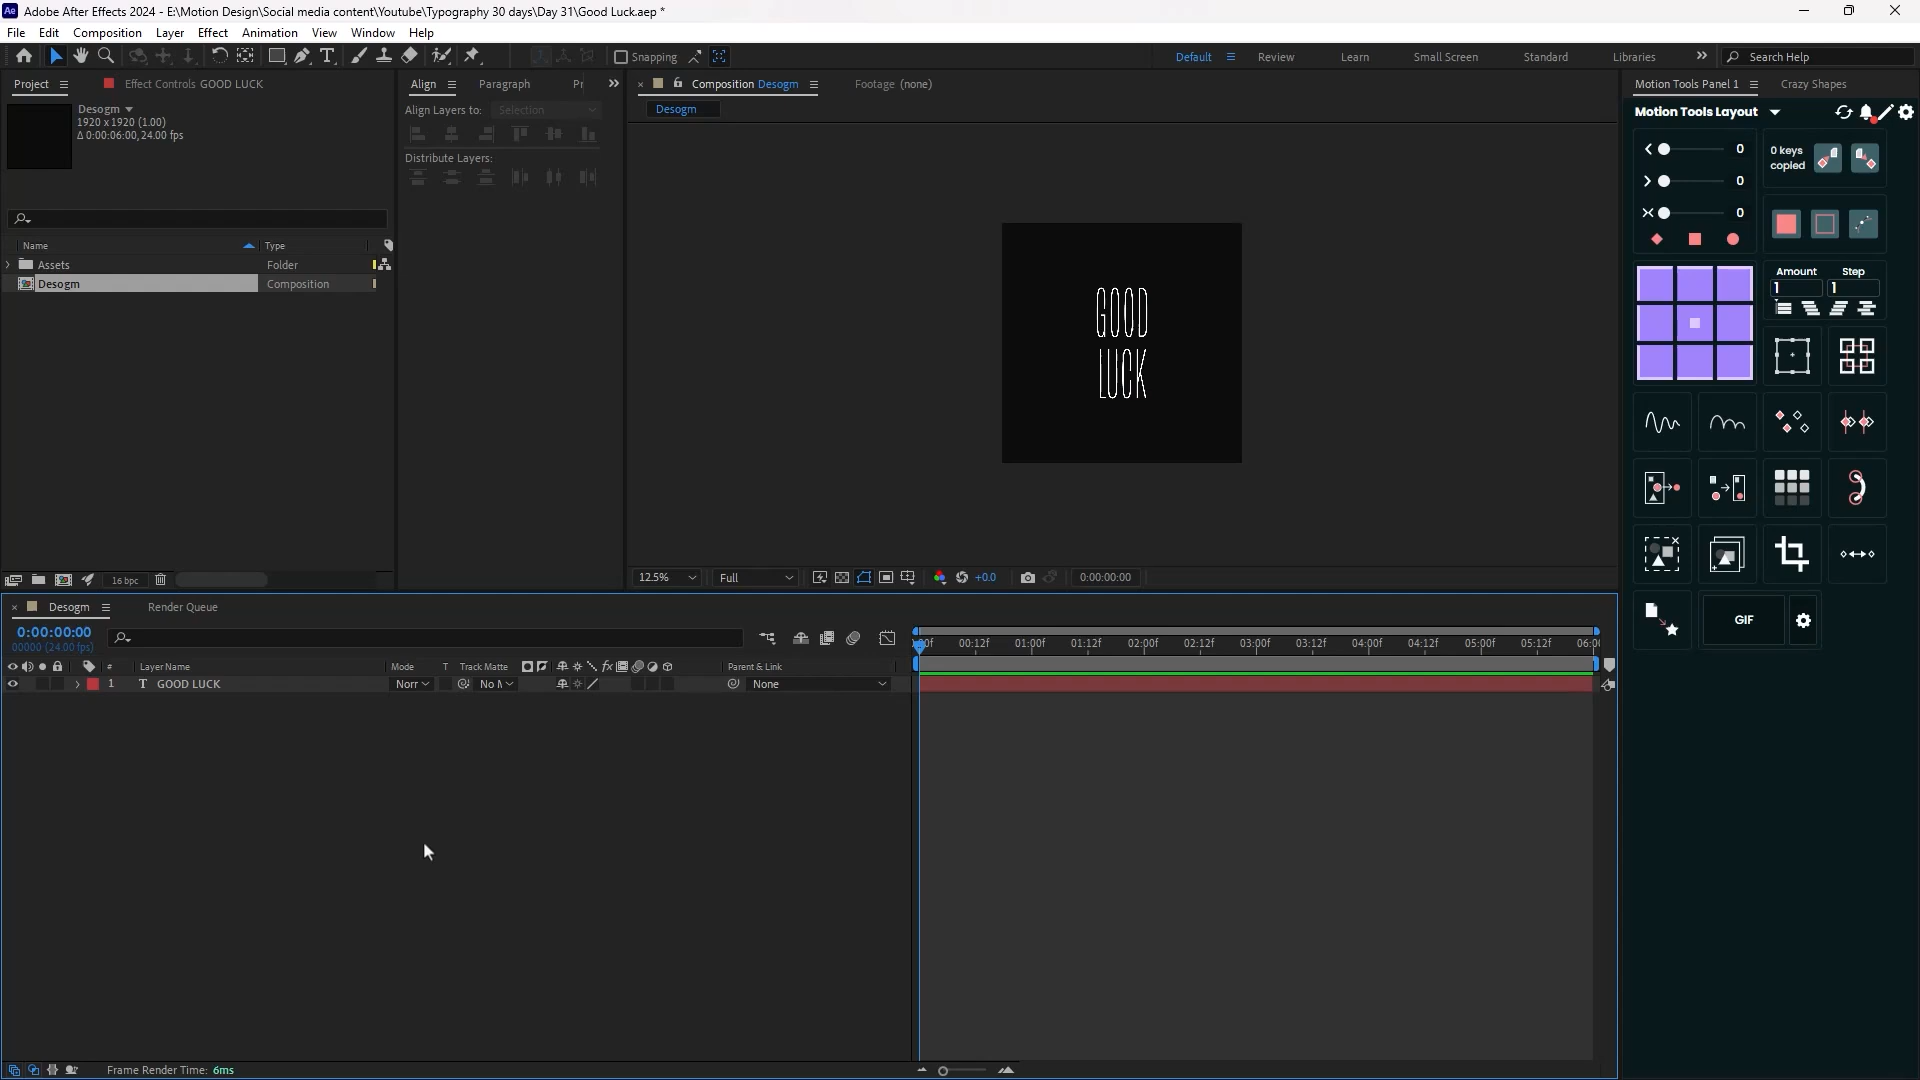 Ae Adobe After Effects 2024 - E:\Motion Design\Social media content\Youtube\Typography 30 days\Day 31\Good Luck.aep *
File Edit Composition Layer Effect Animation View Window Help
Snapping Default Review Learn Small Screen Standard Libraries Search Help
Project Effect Controls GOOD LUCK
Desogm
1920 x 1920 (1.00)
Δ 0:00:06:00, 24.00 fps
Name Type
Assets Folder
Desogm Composition
16 bpc
Align Paragraph
Align Layers to: Selection
Distribute Layers:
Composition Desogm Footage (none)
Desogm
GOOD
LUCK
12.5% Full +0.0 0:00:00:00
Motion Tools Panel 1 Crazy Shapes
Motion Tools Layout
0
0
0
0 keys
copied
Amount Step
1 1
GIF
Desogm Render Queue
0:00:00:00
00000 (24.00 fps)
00:12f 01:00f 01:12f 02:00f 02:12f 03:00f 03:12f 04:00f 04:12f 05:00f 05:12f
# Layer Name Mode T Track Matte fx Parent & Link
1 T GOOD LUCK Norr None
Frame Render Time: 6ms